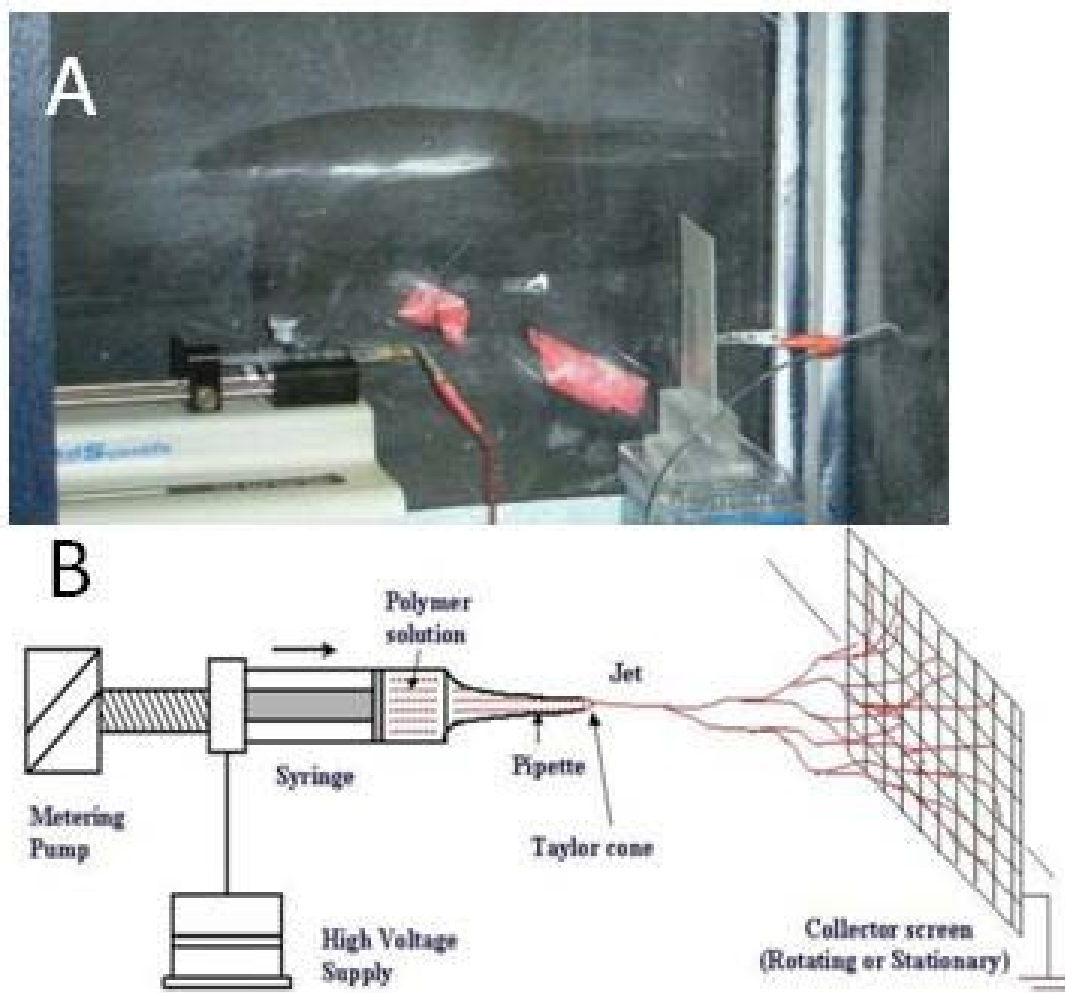 A
B
Polymer
solution
Jet
Pipette
Syringe
Metering
Pump
Taylor cone
High Voltage
Supply
Collector screen
(Rotating or Stationary)